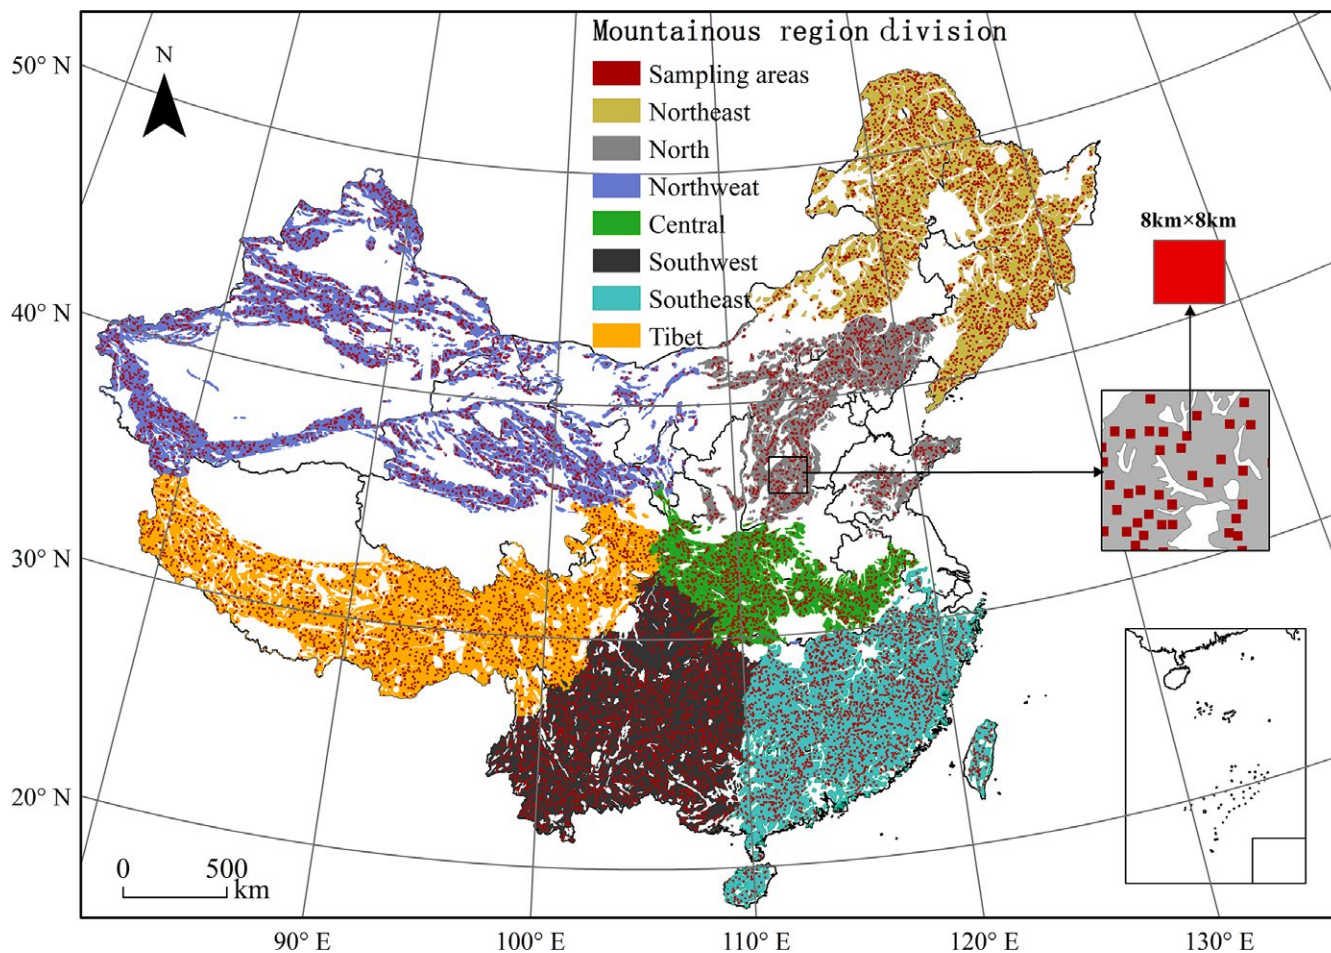 Mountainous region division
N
Sampling areas
Northeast
North
Northweat
Central
Southwest
Southeast
Tibet
50° N
40° N
30° N
20° N
8km×8km
0 500
km
90° E 100° E 110° E 120° E 130° E